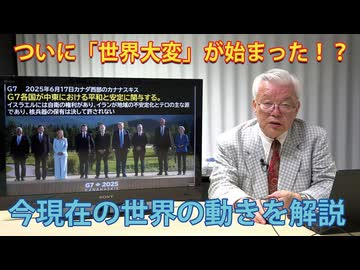 ついに「世界大変」が始まった！？
G7　2025年6月17日カナダ西部のカナナスキス
G7各国が中東における平和と安定に関与する。
イスラエルには自衛の権利があり、イランが地域の不安定化とテロの主な源
であり、核兵器の保有は決して許されない
G7 2025
KANANASKIS
SONY
今現在の世界の動きを解説